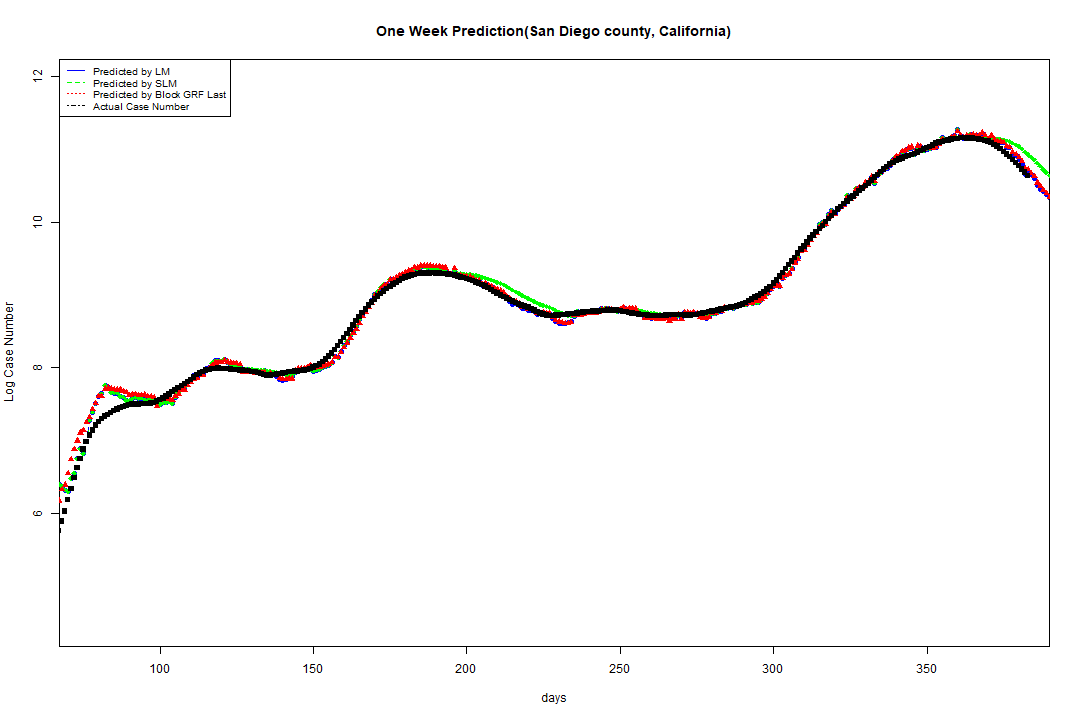 One Week Prediction(San Diego county, California)
Predicted by LM
Predicted by SLM
Predicted by Block GRF Last
Actual Case Number
12
10
8
6
Log Case Number
100 150 200 250 300 350
days